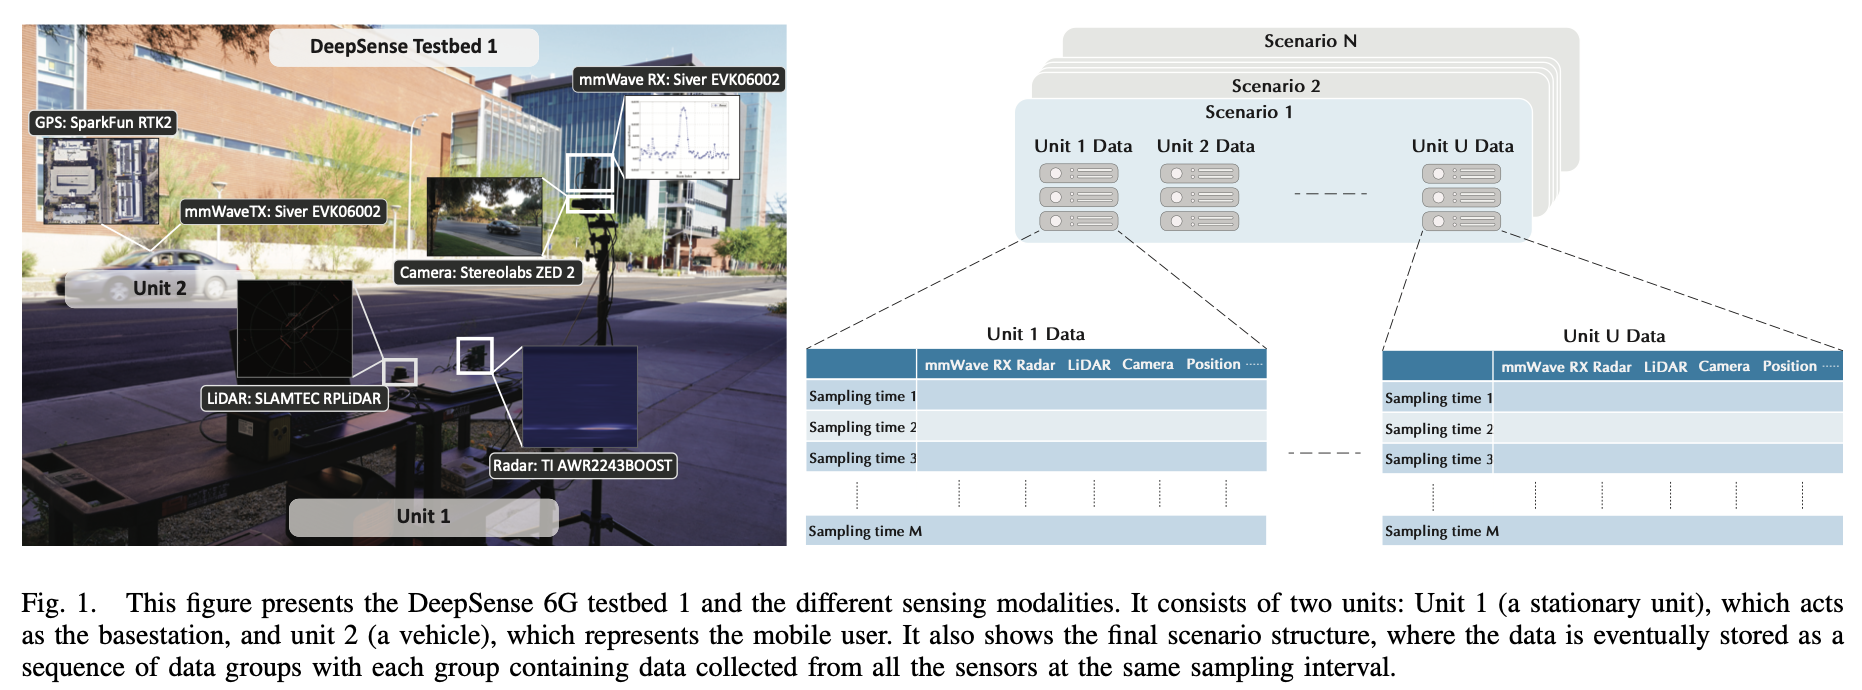 DeepSense Testbed 1
mmWave RX: Siver EVK06002
GPS: SparkFun RTK2
mmWaveTX: Siver EVK06002
Camera: Stereolabs ZED 2
Unit 2
LiDAR: SLAMTEC RPLiDAR
Radar: TI AWR2243BOOST
Unit 1
Scenario N
Scenario 2
Scenario 1
Unit 1 Data
Unit 2 Data
Unit U Data
Unit 1 Data
mmWave RX Radar LiDAR Camera Position .....
Sampling time 1
Sampling time 2
Sampling time 3
Sampling time M
Unit U Data
mmWave RX Radar LiDAR Camera Position .....
Sampling time 1
Sampling time 2
Sampling time 3
Sampling time M
Fig. 1. This figure presents the DeepSense 6G testbed 1 and the different sensing modalities. It consists of two units: Unit 1 (a stationary unit), which acts
as the basestation, and unit 2 (a vehicle), which represents the mobile user. It also shows the final scenario structure, where the data is eventually stored as a
sequence of data groups with each group containing data collected from all the sensors at the same sampling interval.